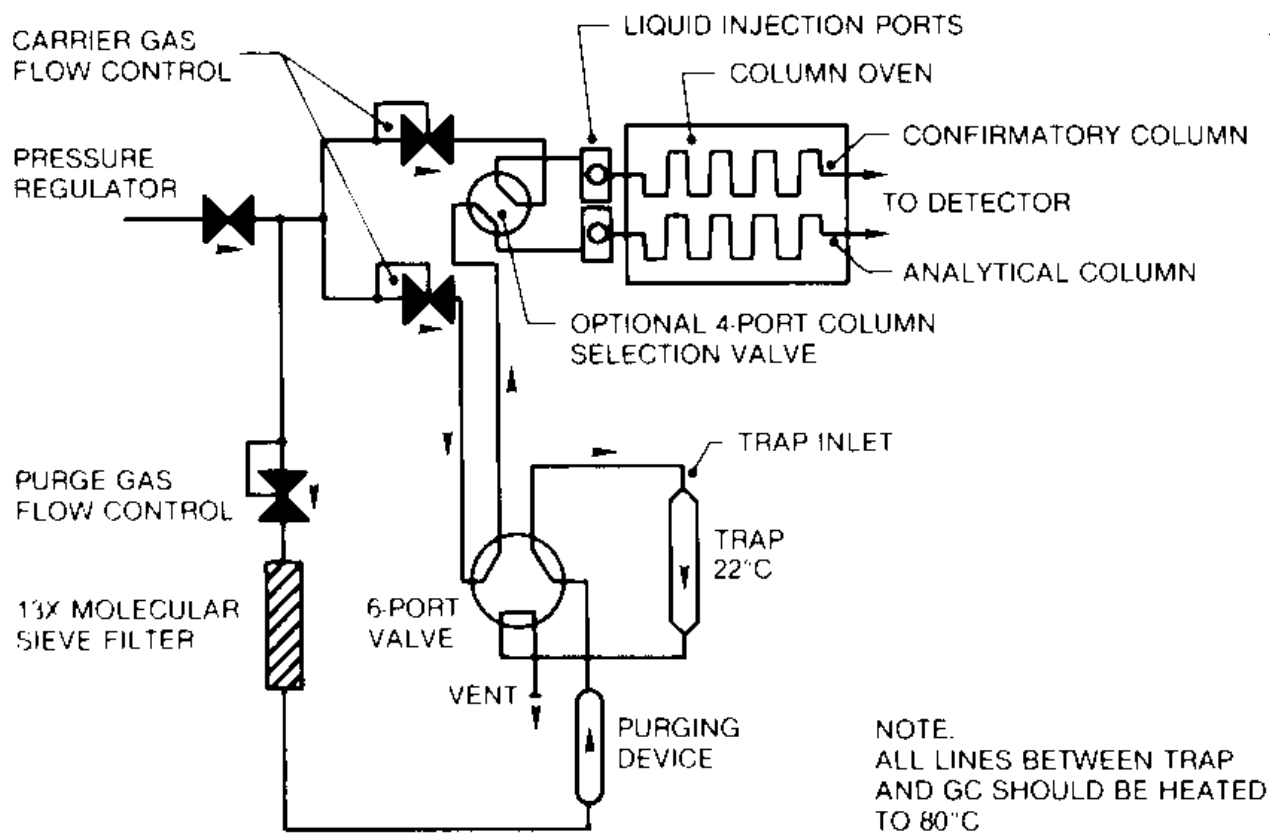 CARRIER GAS
FLOW CONTROL
LIQUID INJECTION PORTS
COLUMN OVEN
CONFIRMATORY COLUMN
PRESSURE
REGULATOR
TO DETECTOR
ANALYTICAL COLUMN
OPTIONAL 4-PORT COLUMN
SELECTION VALVE
TRAP INLET
PURGE GAS
FLOW CONTROL
TRAP
22°C
13X MOLECULAR
SIEVE FILTER
6-PORT
VALVE
VENT
PURGING
DEVICE
NOTE.
ALL LINES BETWEEN TRAP
AND GC SHOULD BE HEATED
TO 80°C